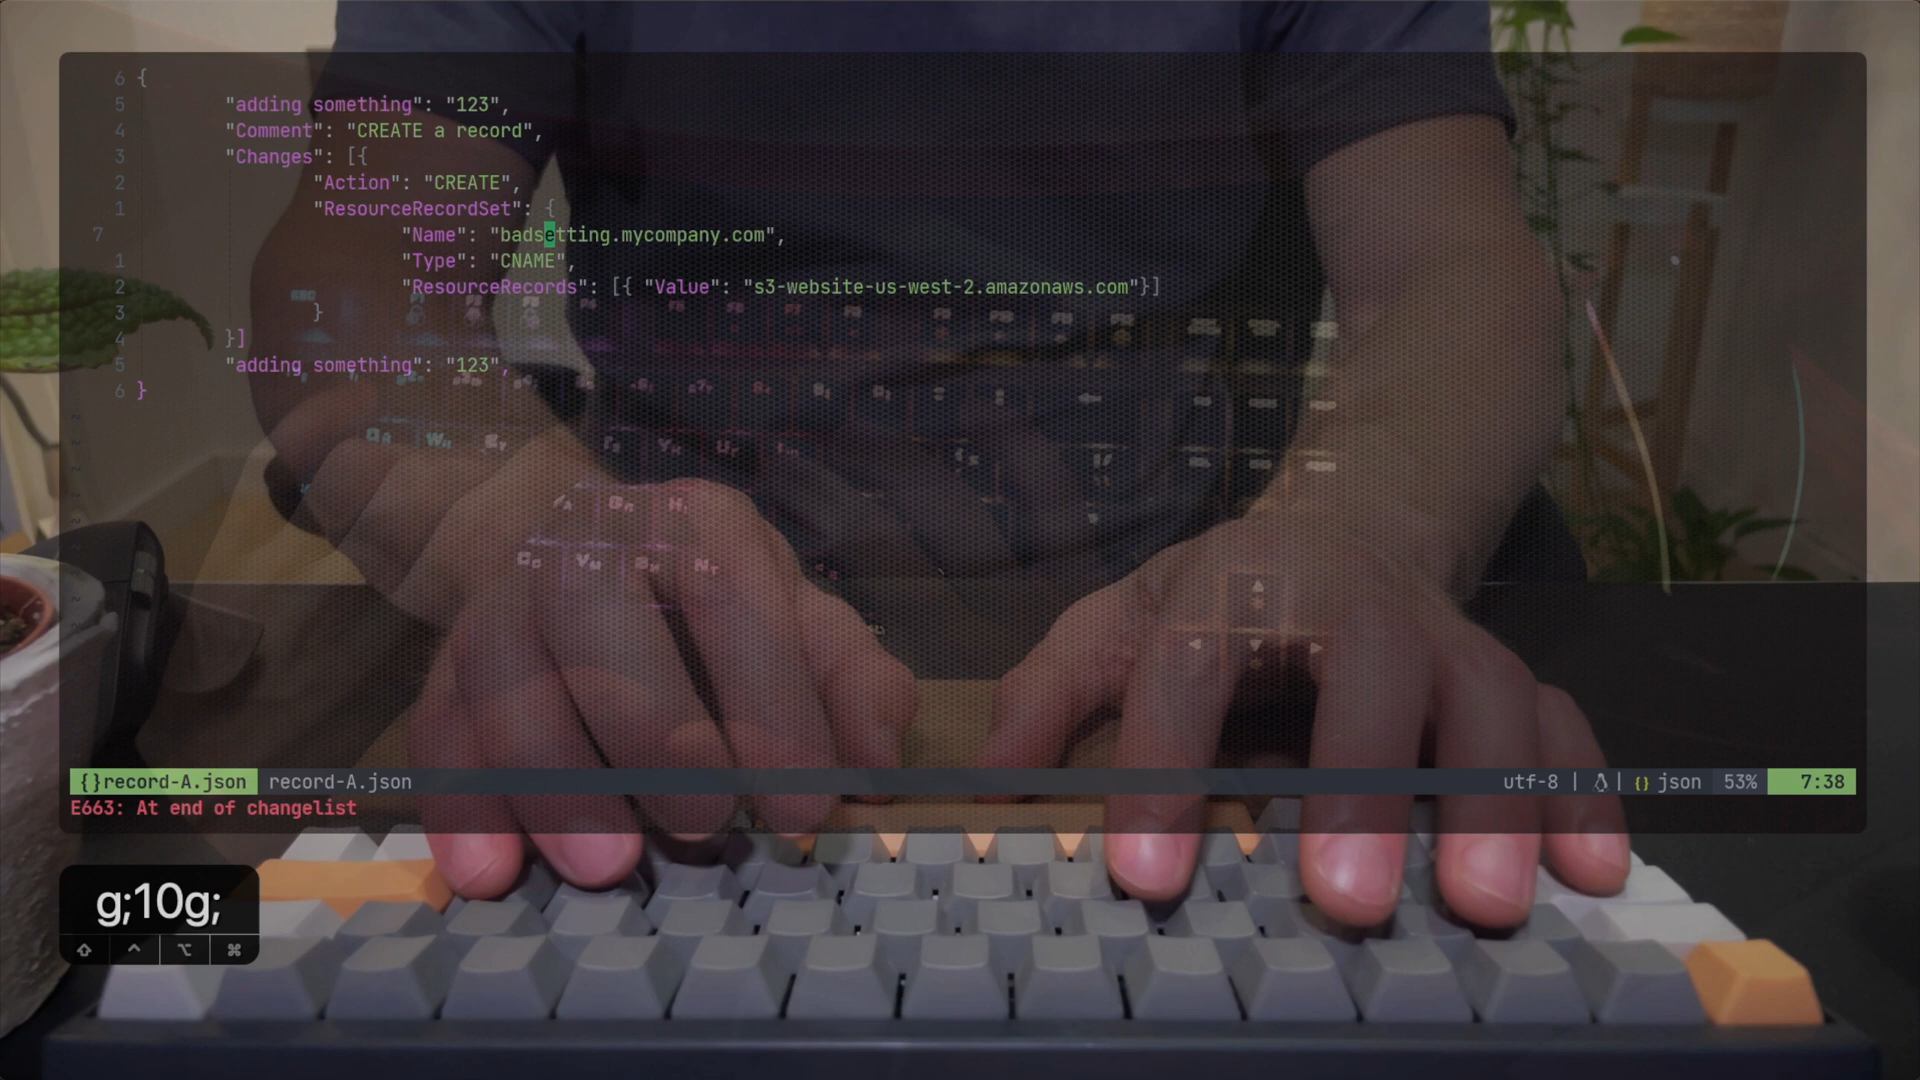 6 {
5 "adding something": "123",
4 "Comment": "CREATE a record",
3 "Changes": [{
2 "Action": "CREATE",
1 "ResourceRecordSet": {
7 "Name": "badsetting.mycompany.com",
1 "Type": "CNAME",
2 "ResourceRecords": [{ "Value": "s3-website-us-west-2.amazonaws.com"}]
3 }
4 }]
5 "adding something": "123",
6 }
{}record-A.json record-A.json utf-8 | | {} json 53% 7:38
E663: At end of changelist
g;10g;